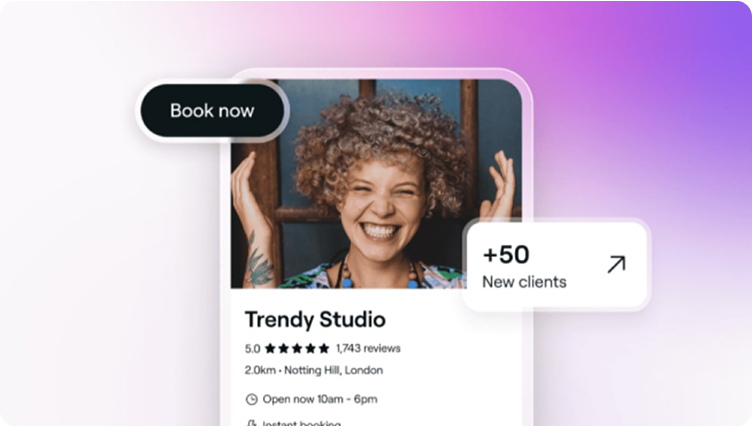 Book now
+50
New clients
Trendy Studio
5.0 ★★★★★ 1,743 reviews
2.0km • Notting Hill, London
Open now 10am - 6pm
Instant booking